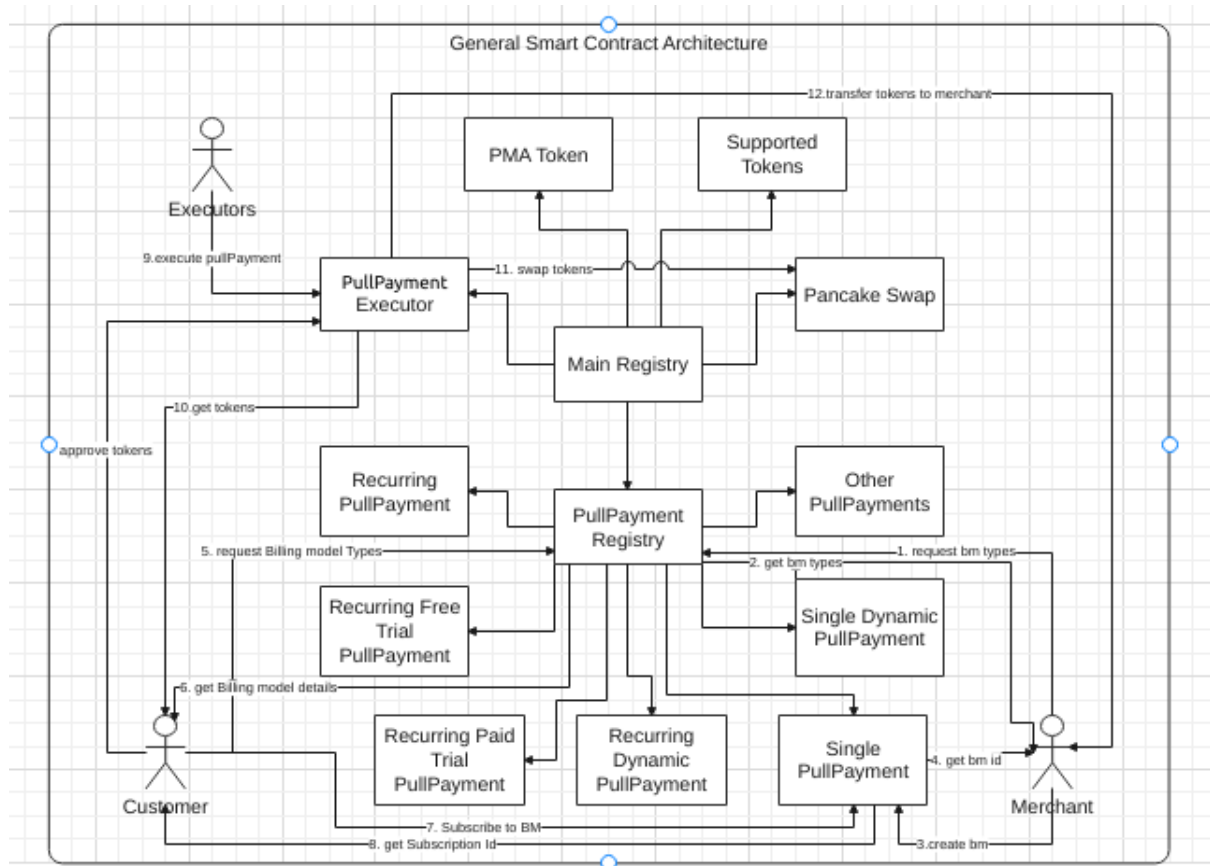 General Smart Contract Architecture
12.transfer tokens to merchant
PMA Token
Supported
Tokens
Executors
9.execute pullPayment
PullPayment
Executor
11. swap tokens
Pancake Swap
Main Registry
10.get tokens
approve tokens
Recurring
PullPayment
Other
PullPayments
PullPayment
Registry
5. request Billing model Types
1. request bm types
2. get bm types
Recurring Free
Trial
PullPayment
Single Dynamic
PullPayment
6. get Billing model details
Recurring Paid
Trial
PullPayment
Recurring
Dynamic
PullPayment
Single
PullPayment
4. get bm id
Customer
Merchant
7. Subscribe to BM
8. get Subscription Id
3.create bm